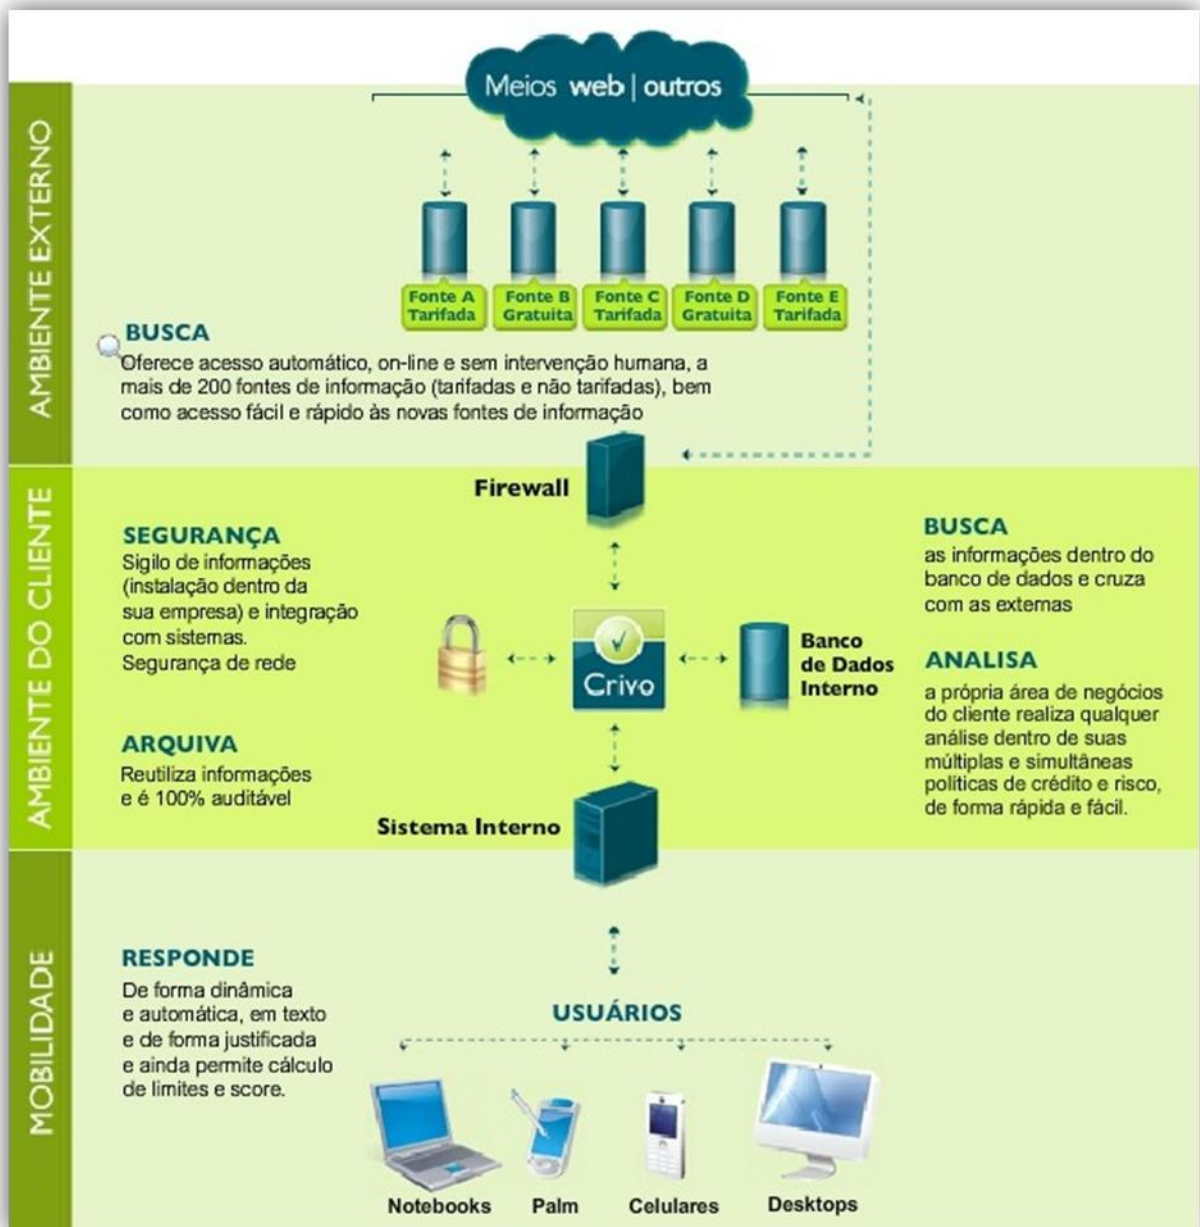 Meios web | outros
AMBIENTE EXTERNO
Fonte A
Tarifada
Fonte B
Gratuita
Fonte C
Tarifada
Fonte D
Gratuita
Fonte E
Tarifada
BUSCA
Oferece acesso automático, on-line e sem intervenção humana, a
mais de 200 fontes de informação (tarifadas e não tarifadas), bem
como acesso fácil e rápido às novas fontes de informação
AMBIENTE DO CLIENTE
Firewall
SEGURANÇA
Sigilo de informações
(instalação dentro da
sua empresa) e integração
com sistemas.
Segurança de rede
Crivo
Banco
de Dados
Interno
BUSCA
as informações dentro do
banco de dados e cruza
com as externas
ANALISA
a própria área de negócios
do cliente realiza qualquer
análise dentro de suas
múltiplas e simultâneas
políticas de crédito e risco,
de forma rápida e fácil.
ARQUIVA
Reutiliza informações
e é 100% auditável
Sistema Interno
MOBILIDADE
RESPONDE
De forma dinâmica
e automática, em texto
e de forma justificada
e ainda permite cálculo
de limites e score.
USUÁRIOS
Notebooks
Palm
Celulares
Desktops